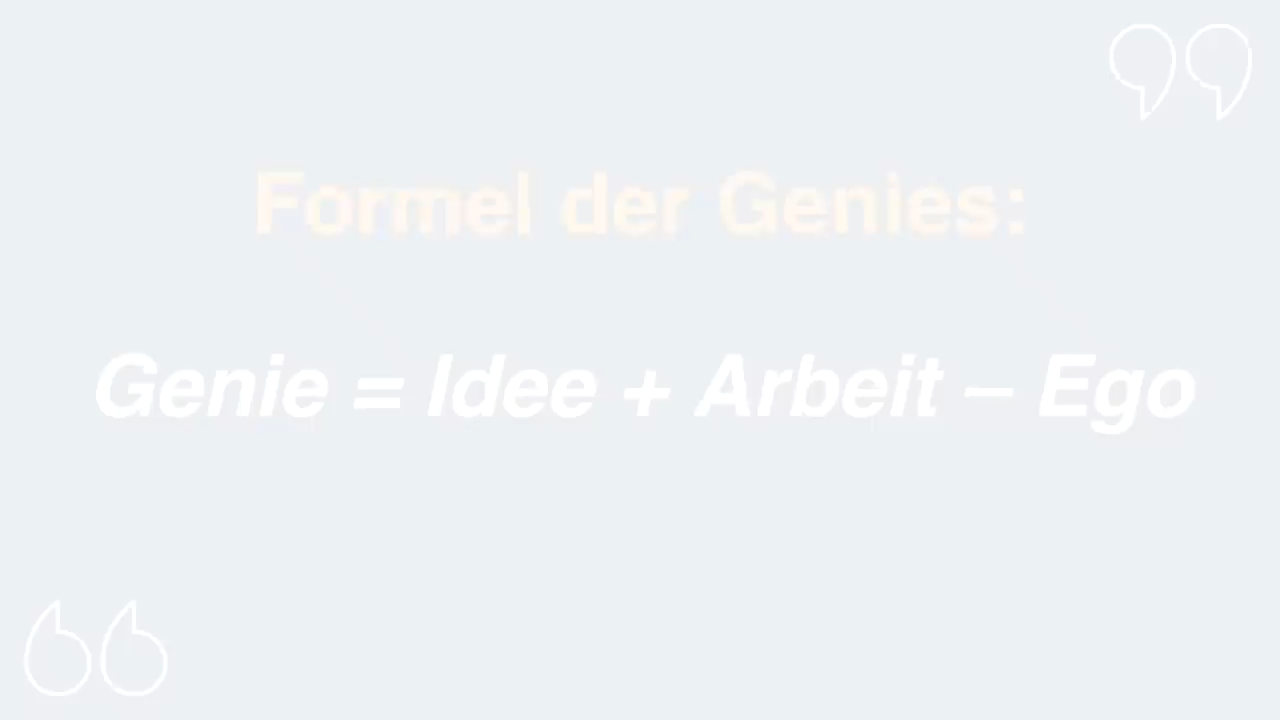 Formel der Genies:
Genie = Idee + Arbeit – Ego